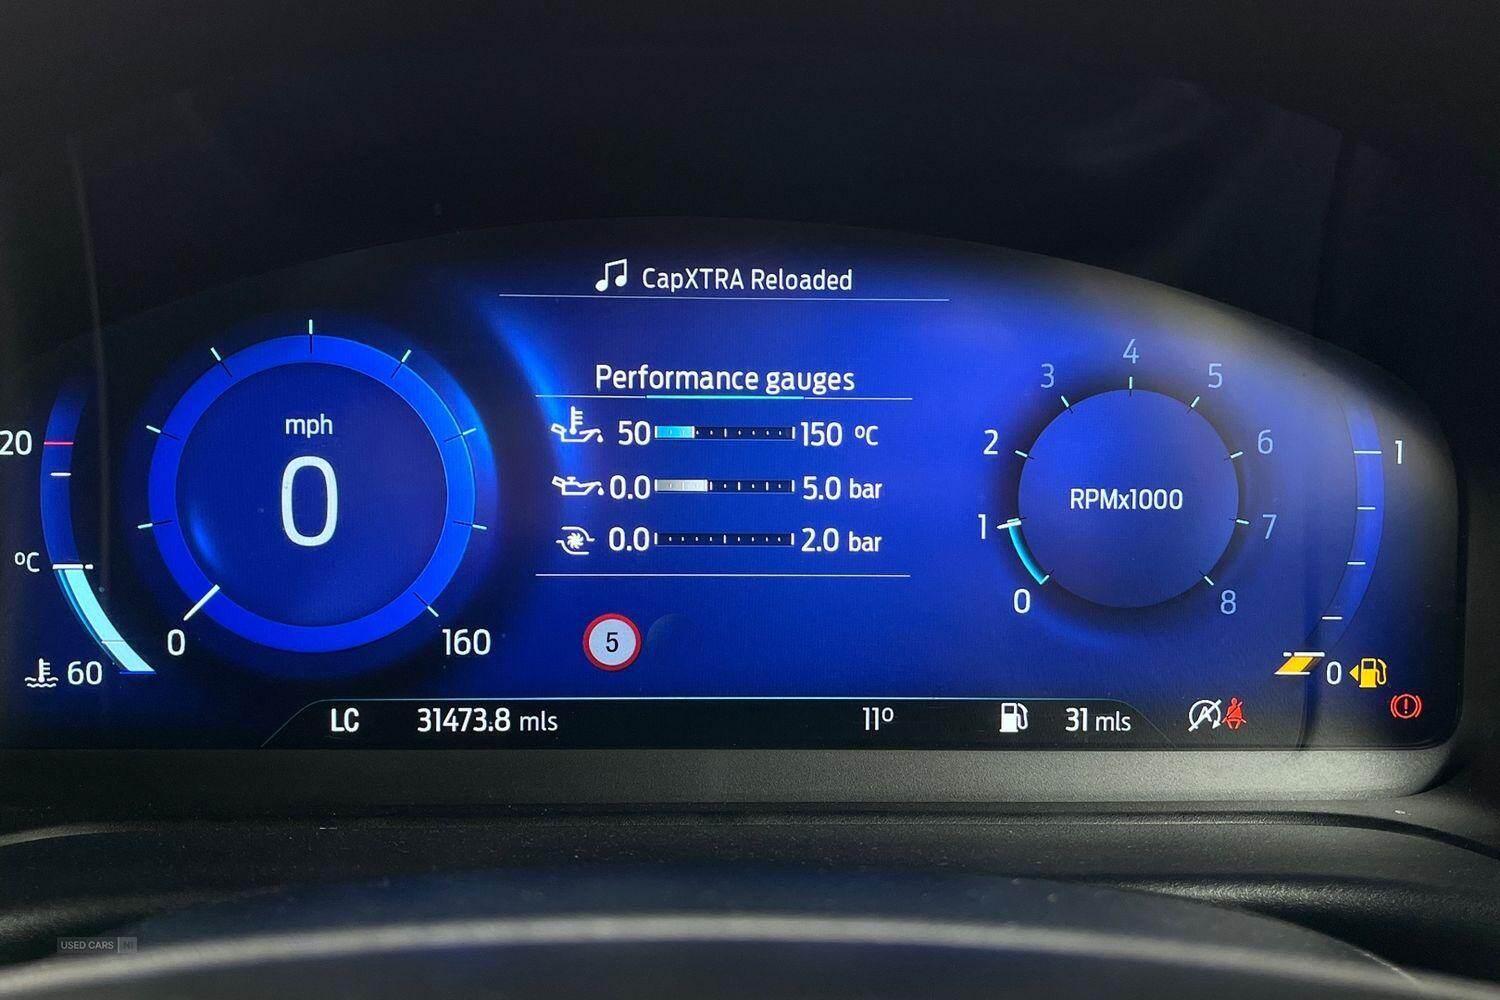 CapXTRA Reloaded
Performance gauges
50 150 ºC
0.0 5.0 bar
0.0 2.0 bar
20
ºC
60
mph
0
0 160
5
RPMx1000
0 1 2 3 4 5 6 7 8
1
0
LC 31473.8 mls 11º 31 mls
USED CARS NI